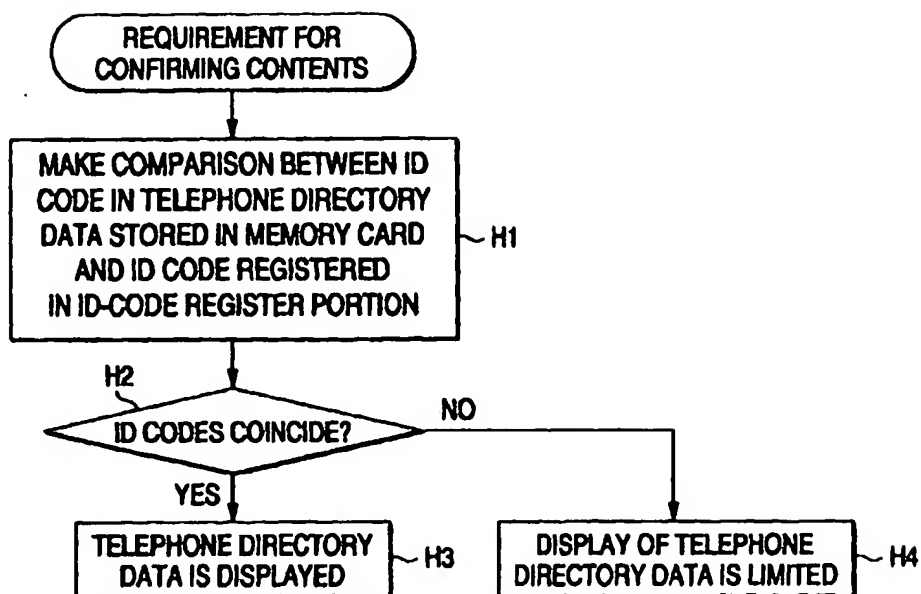 REQUIREMENT FOR
CONFIRMING CONTENTS
MAKE COMPARISON BETWEEN ID
CODE IN TELEPHONE DIRECTORY
DATA STORED IN MEMORY CARD
AND ID CODE REGISTERED
IN ID-CODE REGISTER PORTION
H1
H2
ID CODES COINCIDE?
NO
YES
TELEPHONE DIRECTORY
DATA IS DISPLAYED
H3
DISPLAY OF TELEPHONE
DIRECTORY DATA IS LIMITED
H4